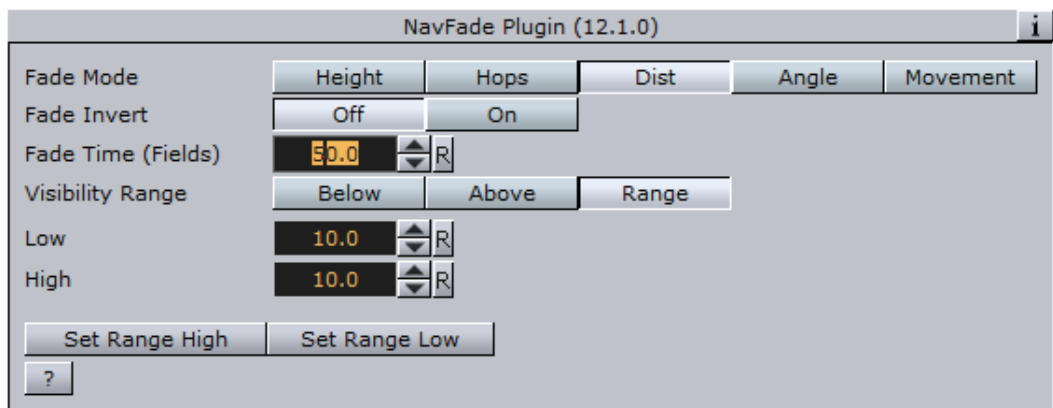 NavFade Plugin (12.1.0) i
Fade Mode Height Hops Dist Angle Movement
Fade Invert Off On
Fade Time (Fields) 50.0 R
Visibility Range Below Above Range
Low 10.0 R
High 10.0 R
Set Range High Set Range Low
?